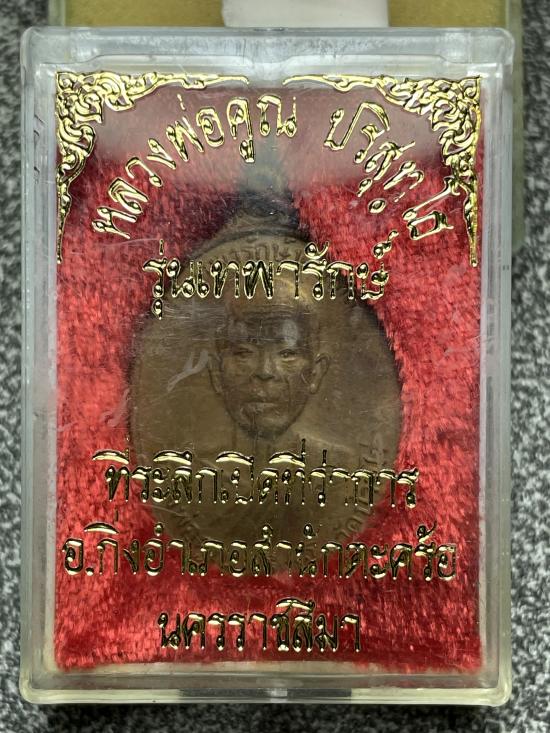 หลวงพ่อคูณ ปริสุทฺโธ
รุ่นเทพารักษ์
ที่ระลึกเปิดที่ว่าการ
อ.กิ่งอำเภอสำนักตะคร้อ
นครราชสีมา